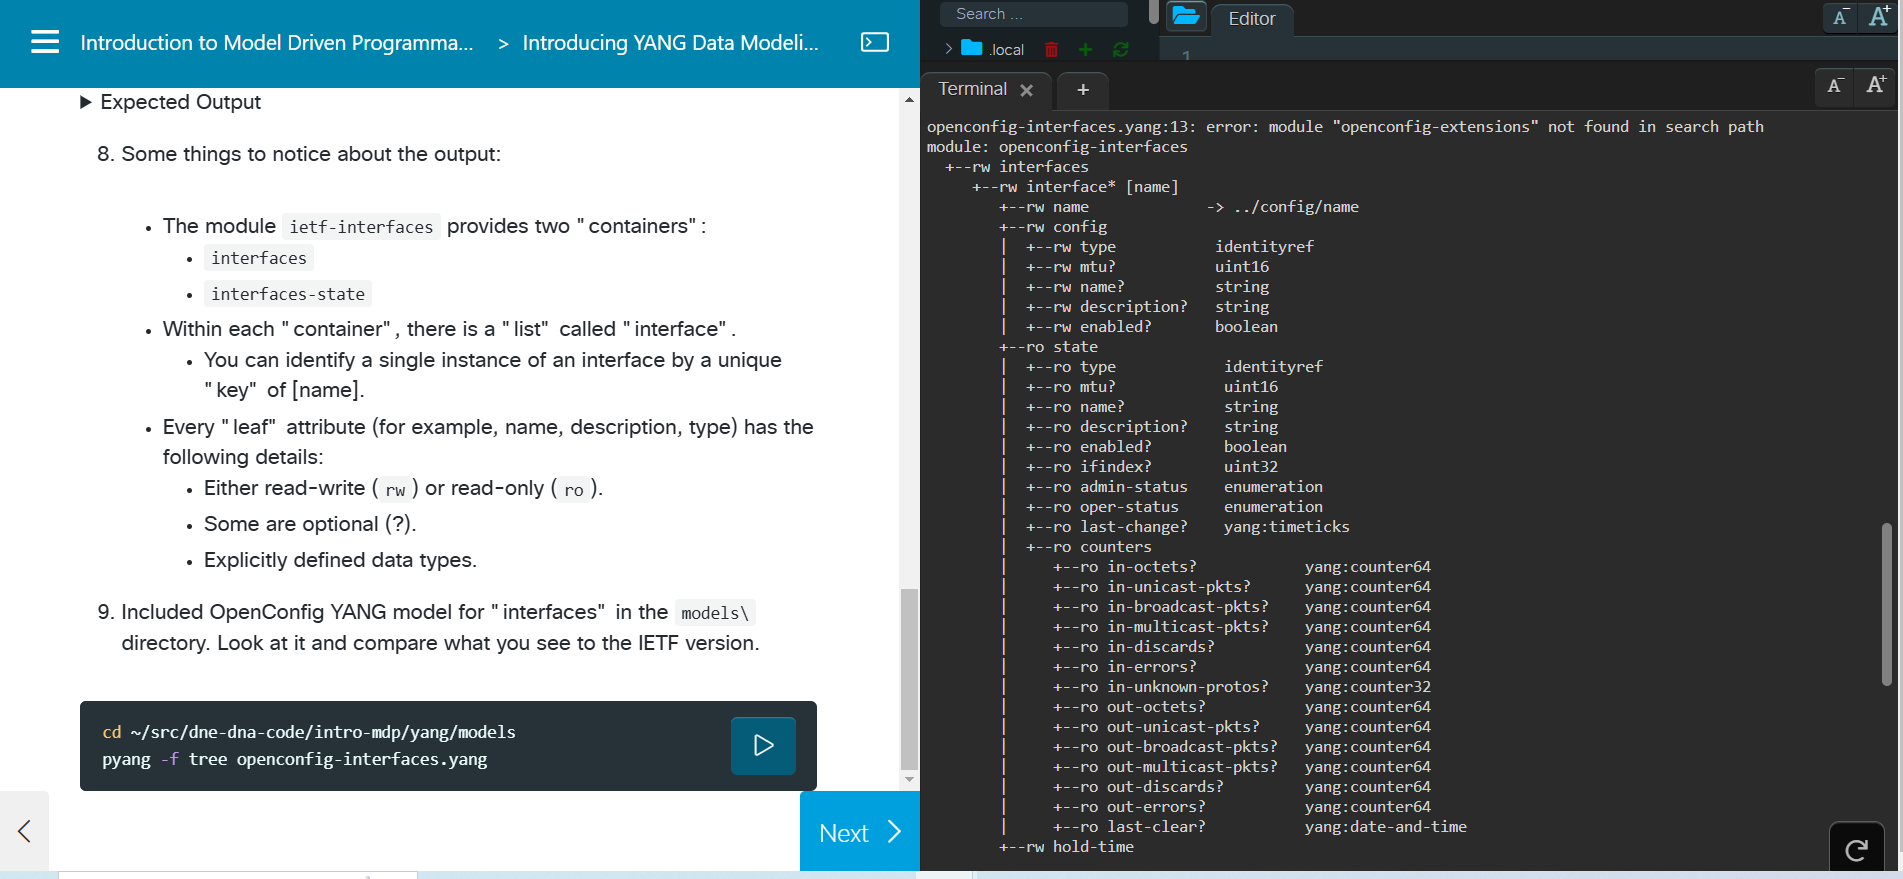 Introduction to Model Driven Programma... > Introducing YANG Data Modeli...
Expected Output
8. Some things to notice about the output:
• The module ietf-interfaces provides two "containers":
• interfaces
• interfaces-state
• Within each "container", there is a "list" called "interface".
• You can identify a single instance of an interface by a unique
"key" of [name].
• Every "leaf" attribute (for example, name, description, type) has the
following details:
• Either read-write ( rw ) or read-only ( ro ).
• Some are optional (?).
• Explicitly defined data types.
9. Included OpenConfig YANG model for "interfaces" in the models\
directory. Look at it and compare what you see to the IETF version.
cd ~/src/dne-dna-code/intro-mdp/yang/models
pyang -f tree openconfig-interfaces.yang
Next
Search ...
.local
Editor
A- A+
1
Terminal × +
A- A+
openconfig-interfaces.yang:13: error: module "openconfig-extensions" not found in search path
module: openconfig-interfaces
  +--rw interfaces
     +--rw interface* [name]
        +--rw name             -> ../config/name
        +--rw config
        |  +--rw type           identityref
        |  +--rw mtu?           uint16
        |  +--rw name?          string
        |  +--rw description?   string
        |  +--rw enabled?       boolean
        +--ro state
        |  +--ro type            identityref
        |  +--ro mtu?            uint16
        |  +--ro name?           string
        |  +--ro description?    string
        |  +--ro enabled?        boolean
        |  +--ro ifindex?        uint32
        |  +--ro admin-status    enumeration
        |  +--ro oper-status     enumeration
        |  +--ro last-change?    yang:timeticks
        |  +--ro counters
        |     +--ro in-octets?            yang:counter64
        |     +--ro in-unicast-pkts?      yang:counter64
        |     +--ro in-broadcast-pkts?    yang:counter64
        |     +--ro in-multicast-pkts?    yang:counter64
        |     +--ro in-discards?          yang:counter64
        |     +--ro in-errors?            yang:counter64
        |     +--ro in-unknown-protos?    yang:counter32
        |     +--ro out-octets?           yang:counter64
        |     +--ro out-unicast-pkts?     yang:counter64
        |     +--ro out-broadcast-pkts?   yang:counter64
        |     +--ro out-multicast-pkts?   yang:counter64
        |     +--ro out-discards?         yang:counter64
        |     +--ro out-errors?           yang:counter64
        |     +--ro last-clear?           yang:date-and-time
        +--rw hold-time